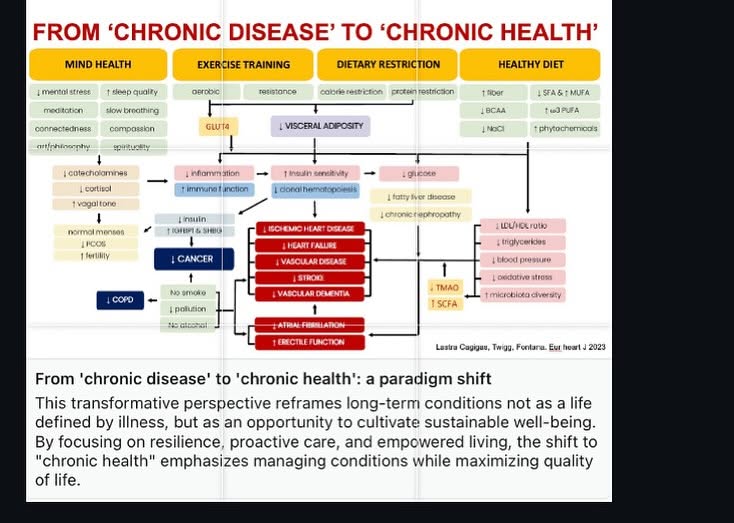 FROM ‘CHRONIC DISEASE’ TO ‘CHRONIC HEALTH’
MIND HEALTH
EXERCISE TRAINING
DIETARY RESTRICTION
HEALTHY DIET
↓ mental stress
↑ sleep quality
meditation
slow breathing
connectedness
compassion
art/philosophy
spirituality
aerobic
resistance
calorie restriction
protein restriction
↑ fiber
↓ SFA & ↑ MUFA
↓ BCAA
↑ ω3 PUFA
↓ NaCl
↑ phytochemicals
GLUT4
↓ VISCERAL ADIPOSITY
↓ catecholamines
↓ cortisol
↑ vagal tone
↓ inflammation
↑ immune function
↑ Insulin sensitivity
↓ clonal hematopoiesis
↓ glucose
↓ fatty liver disease
↓ chronic nephropathy
normal menses
↓ PCOS
↑ fertility
↓ insulin
↑ IGFBP1 & SHBG
↓ CANCER
↓ COPD
No smoke
↓ pollution
No alcohol
↓ ISCHEMIC HEART DISEASE
↓ HEART FAILURE
↓ VASCULAR DISEASE
↓ STROKE
↓ VASCULAR DEMENTIA
↓ ATRIAL FIBRILLATION
↑ ERECTILE FUNCTION
↓ LDL/HDL ratio
↓ triglycerides
↓ blood pressure
↓ oxidative stress
↑ microbiota diversity
↓ TMAO
↑ SCFA
Lastra Cagigas, Twigg, Fontana. Eur heart J 2023
From 'chronic disease' to 'chronic health': a paradigm shift
This transformative perspective reframes long-term conditions not as a life
defined by illness, but as an opportunity to cultivate sustainable well-being.
By focusing on resilience, proactive care, and empowered living, the shift to
"chronic health" emphasizes managing conditions while maximizing quality
of life.